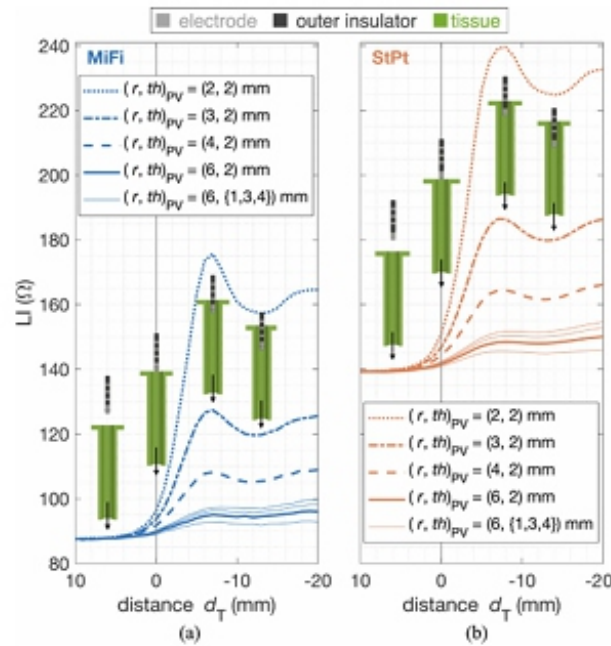 electrode outer insulator tissue
MiFi
(r, th)PV = (2, 2) mm
(r, th)PV = (3, 2) mm
(r, th)PV = (4, 2) mm
(r, th)PV = (6, 2) mm
(r, th)PV = (6, {1,3,4}) mm
StPt
(r, th)PV = (2, 2) mm
(r, th)PV = (3, 2) mm
(r, th)PV = (4, 2) mm
(r, th)PV = (6, 2) mm
(r, th)PV = (6, {1,3,4}) mm
LI (Ω)
240
220
200
180
160
140
120
100
80
10 0 -10 -20
10 0 -10 -20
distance dT (mm)
distance dT (mm)
(a)
(b)